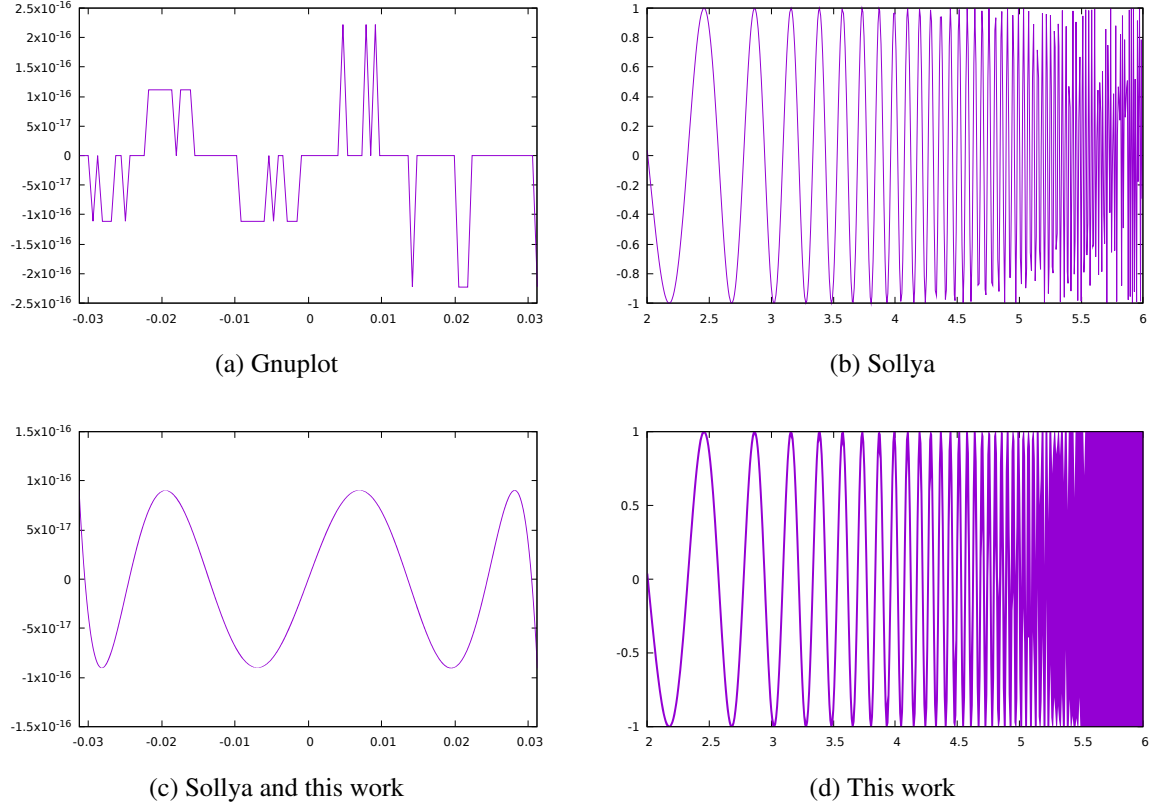 2.5x10-16
2x10-16
1.5x10-16
1x10-16
5x10-17
0
-5x10-17
-1x10-16
-1.5x10-16
-2x10-16
-2.5x10-16
-0.03 -0.02 -0.01 0 0.01 0.02 0.03
(a) Gnuplot
1
0.8
0.6
0.4
0.2
0
-0.2
-0.4
-0.6
-0.8
-1
2 2.5 3 3.5 4 4.5 5 5.5 6
(b) Sollya
1.5x10-16
1x10-16
5x10-17
0
-5x10-17
-1x10-16
-1.5x10-16
-0.03 -0.02 -0.01 0 0.01 0.02 0.03
(c) Sollya and this work
1
0.5
0
-0.5
-1
2 2.5 3 3.5 4 4.5 5 5.5 6
(d) This work